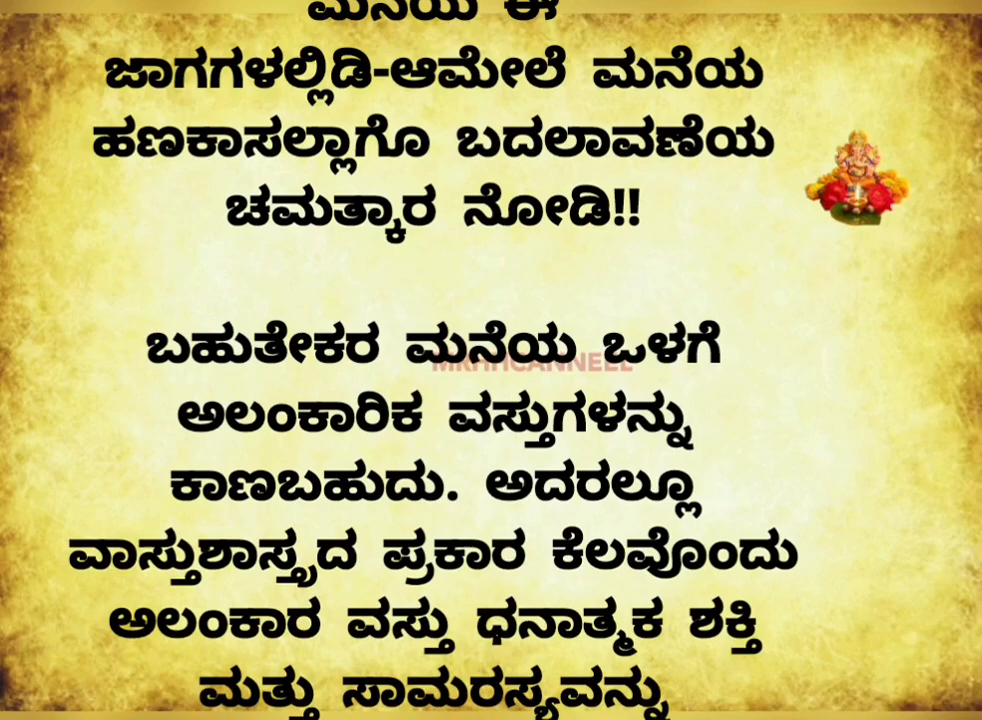 ಮನೆಯ ಈ
ಜಾಗಗಳಲ್ಲಿಡಿ-ಆಮೇಲೆ ಮನೆಯ
ಹಣಕಾಸಲ್ಲಾಗೊ ಬದಲಾವಣೆಯ
ಚಮತ್ಕಾರ ನೋಡಿ!!
ಬಹುತೇಕರ ಮನೆಯ ಒಳಗೆ
ಅಲಂಕಾರಿಕ ವಸ್ತುಗಳನ್ನು
ಕಾಣಬಹುದು. ಅದರಲ್ಲೂ
ವಾಸ್ತುಶಾಸ್ತ್ರದ ಪ್ರಕಾರ ಕೆಲವೊಂದು
ಅಲಂಕಾರ ವಸ್ತು ಧನಾತ್ಮಕ ಶಕ್ತಿ
ಮತ್ತು ಸಾಮರಸ್ಯವನ್ನು